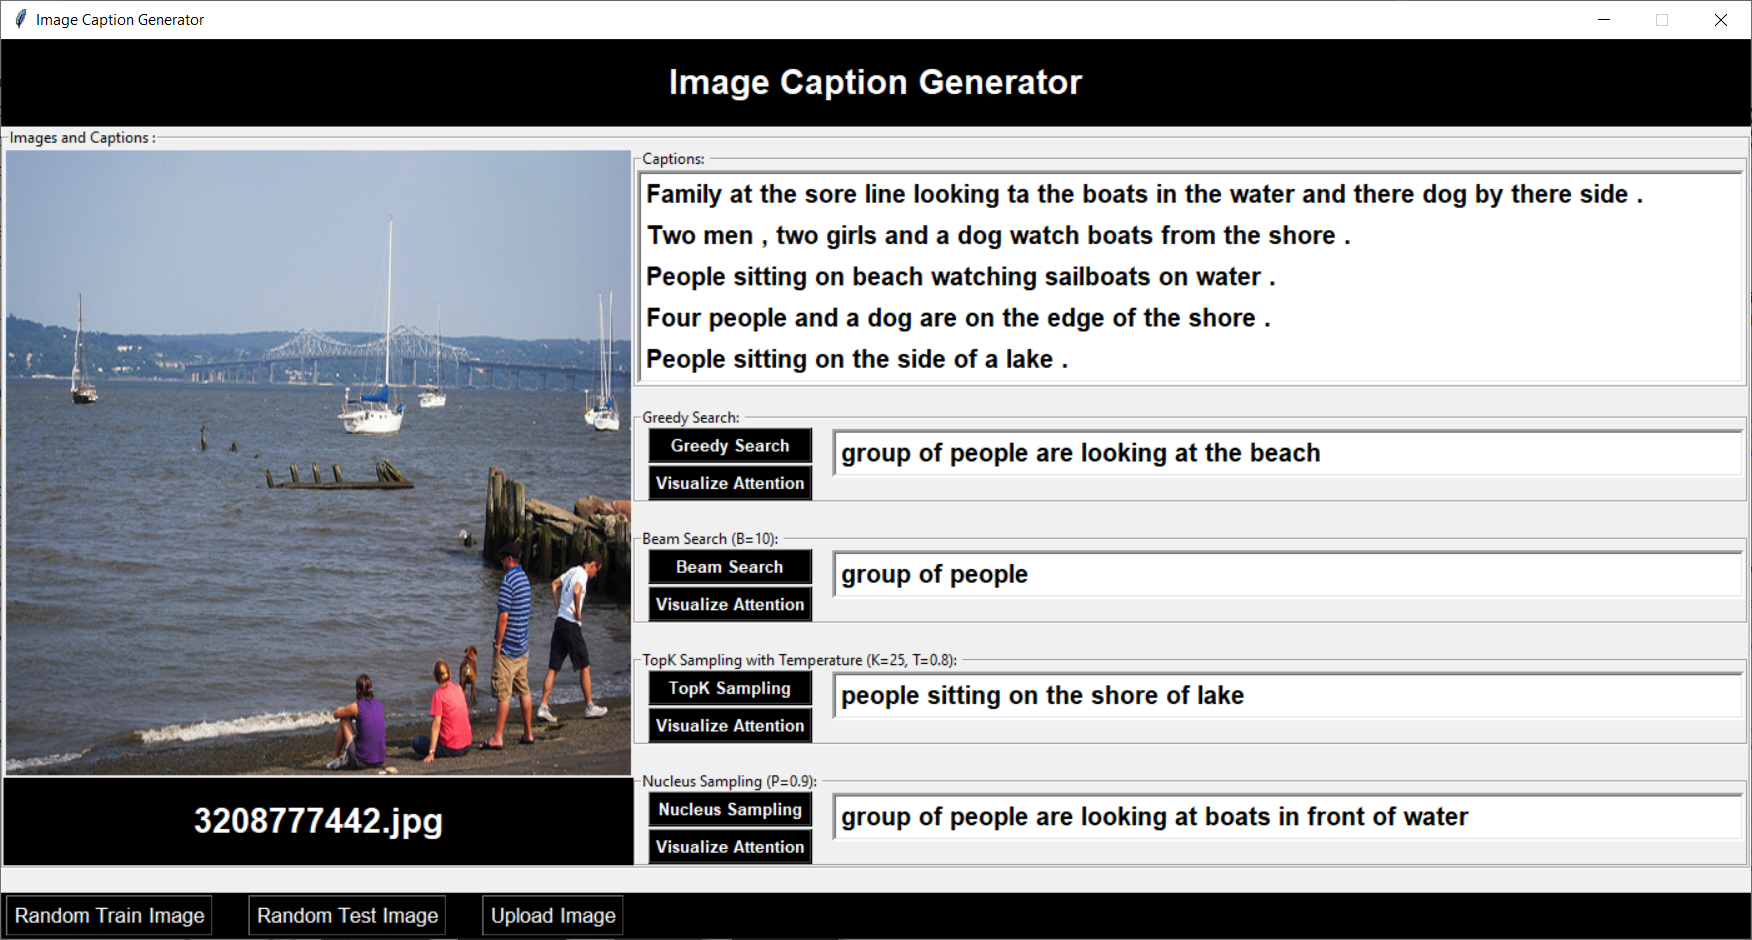 Image Caption Generator
Image Caption Generator
Images and Captions :
3208777442.jpg
Captions:
Family at the sore line looking ta the boats in the water and there dog by there side .
Two men , two girls and a dog watch boats from the shore .
People sitting on beach watching sailboats on water .
Four people and a dog are on the edge of the shore .
People sitting on the side of a lake .
Greedy Search:
Greedy Search
Visualize Attention
group of people are looking at the beach
Beam Search (B=10):
Beam Search
Visualize Attention
group of people
TopK Sampling with Temperature (K=25, T=0.8):
TopK Sampling
Visualize Attention
people sitting on the shore of lake
Nucleus Sampling (P=0.9):
Nucleus Sampling
Visualize Attention
group of people are looking at boats in front of water
Random Train Image
Random Test Image
Upload Image